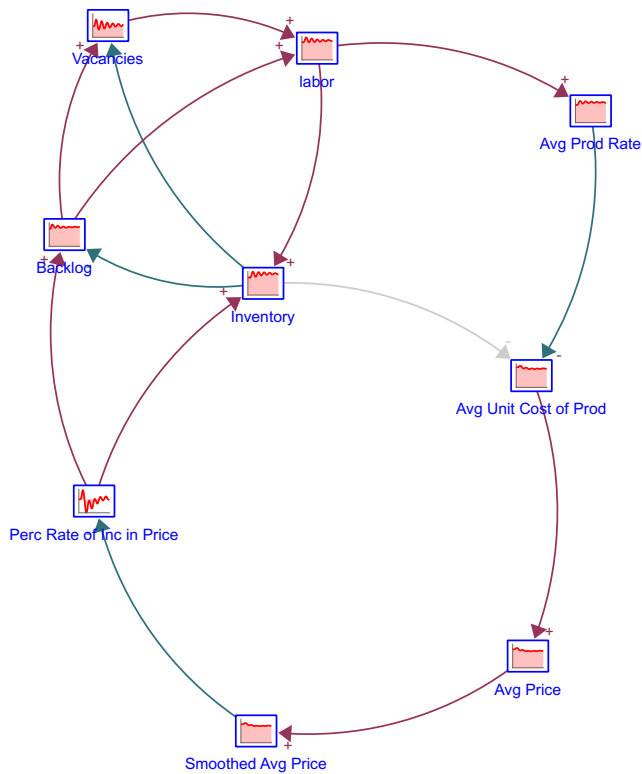 +
+
Vacancies
+
+
labor
+
Avg Prod Rate
+
Backlog
-
+
+
Inventory
-
-
Avg Unit Cost of Prod
Perc Rate of Inc in Price
+
Avg Price
+
Smoothed Avg Price